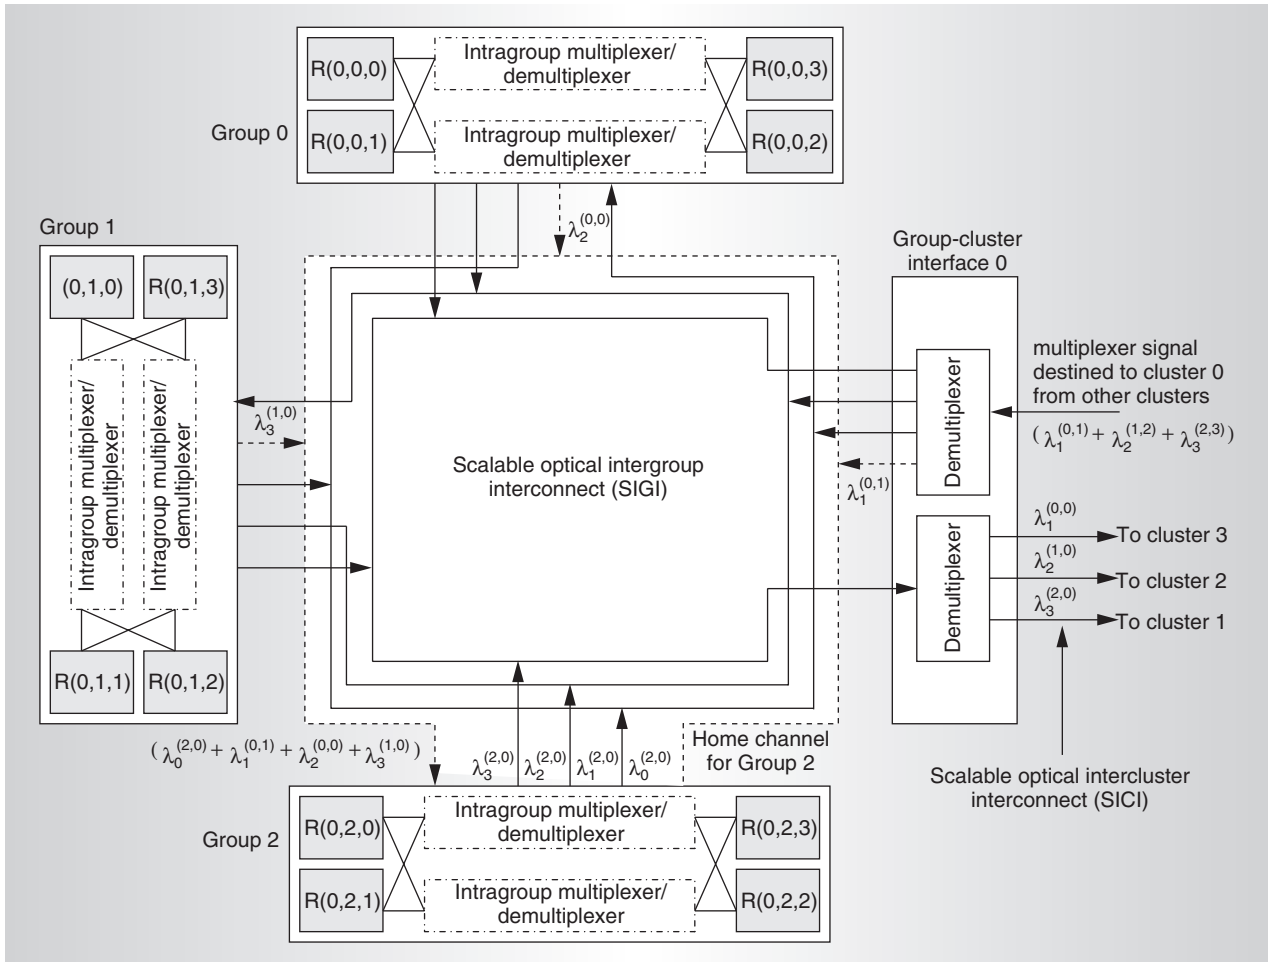 R(0,0,0)
Intragroup multiplexer/
demultiplexer
R(0,0,3)
Group 0
R(0,0,1)
Intragroup multiplexer/
demultiplexer
R(0,0,2)
λ2(0,0)
Group 1
(0,1,0)
R(0,1,3)
Intragroup multiplexer/
demultiplexer
Intragroup multiplexer/
demultiplexer
R(0,1,1)
R(0,1,2)
λ3(1,0)
Scalable optical intergroup
interconnect (SIGI)
Group-cluster
interface 0
Demultiplexer
multiplexer signal
destined to cluster 0
from other clusters
(λ1(0,1) + λ2(1,2) + λ3(2,3))
λ1(0,1)
Demultiplexer
λ1(0,0)
To cluster 3
λ2(1,0)
To cluster 2
λ3(2,0)
To cluster 1
Scalable optical intercluster
interconnect (SICI)
(λ0(2,0) + λ1(0,1) + λ2(0,0) + λ3(1,0))
λ3(2,0)
λ2(2,0)
λ1(2,0)
λ0(2,0)
Home channel
for Group 2
Group 2
R(0,2,0)
Intragroup multiplexer/
demultiplexer
R(0,2,3)
R(0,2,1)
Intragroup multiplexer/
demultiplexer
R(0,2,2)